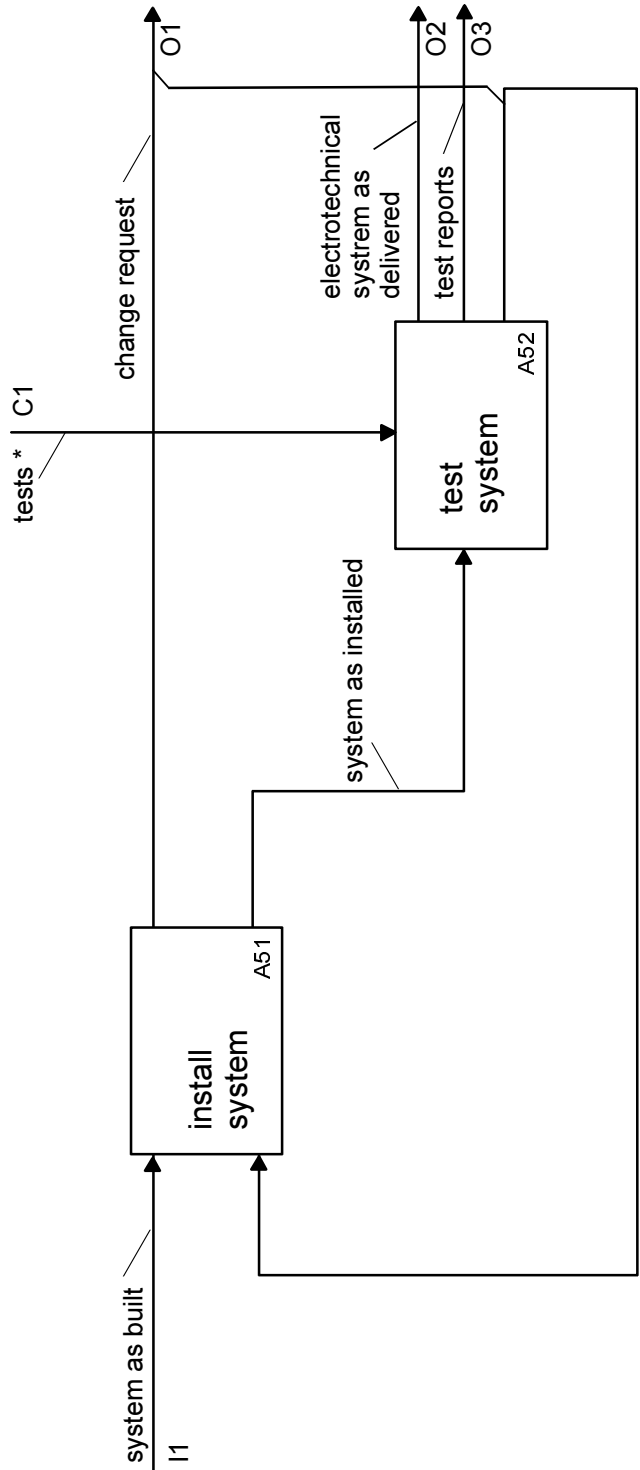 C1
tests *
system as built
I1
change request
O1
install
system
A51
system as installed
electrotechnical
systrem as
delivered
O2
test reports
O3
test
system
A52